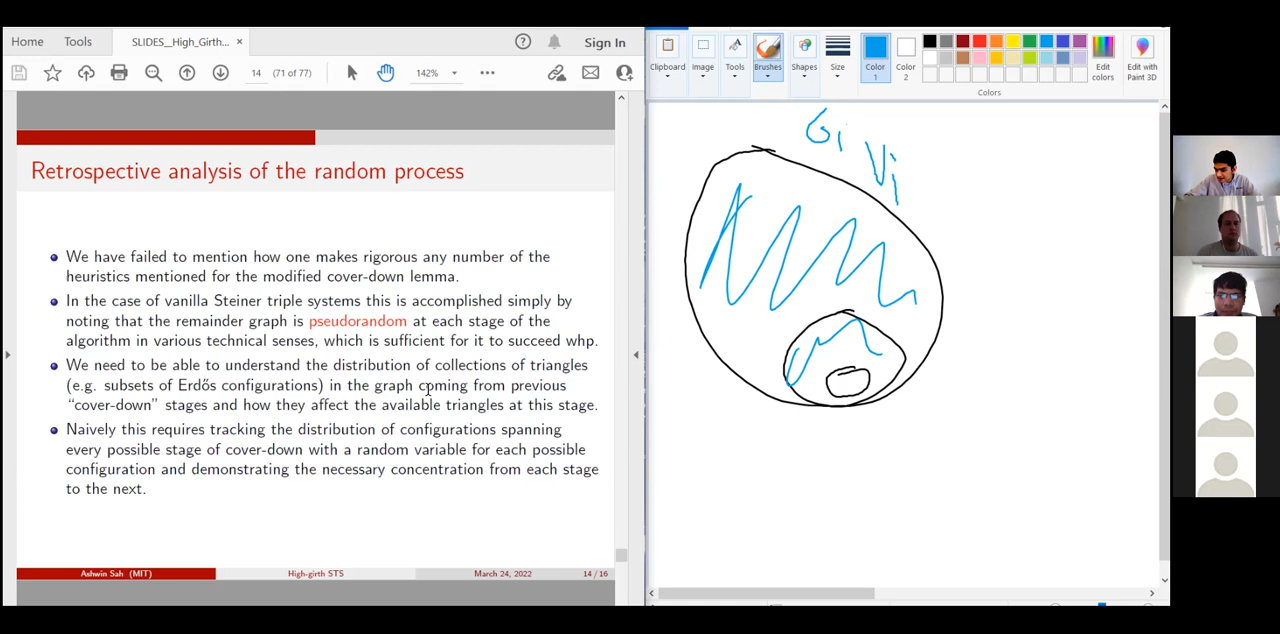 Home
Tools
SLIDES__High_Girth... ×
Sign In
14
(71 of 77)
142%
Retrospective analysis of the random process
We have failed to mention how one makes rigorous any number of the
heuristics mentioned for the modified cover-down lemma.
In the case of vanilla Steiner triple systems this is accomplished simply by
noting that the remainder graph is pseudorandom at each stage of the
algorithm in various technical senses, which is sufficient for it to succeed whp.
We need to be able to understand the distribution of collections of triangles
(e.g. subsets of Erdős configurations) in the graph coming from previous
“cover-down” stages and how they affect the available triangles at this stage.
Naively this requires tracking the distribution of configurations spanning
every possible stage of cover-down with a random variable for each possible
configuration and demonstrating the necessary concentration from each stage
to the next.
Ashwin Sah (MIT)
High-girth STS
March 24, 2022
14 / 16
Clipboard
Image
Tools
Brushes
Shapes
Size
Color
1
Color
2
Edit
colors
Edit with
Paint 3D
Colors
Gi
Vi